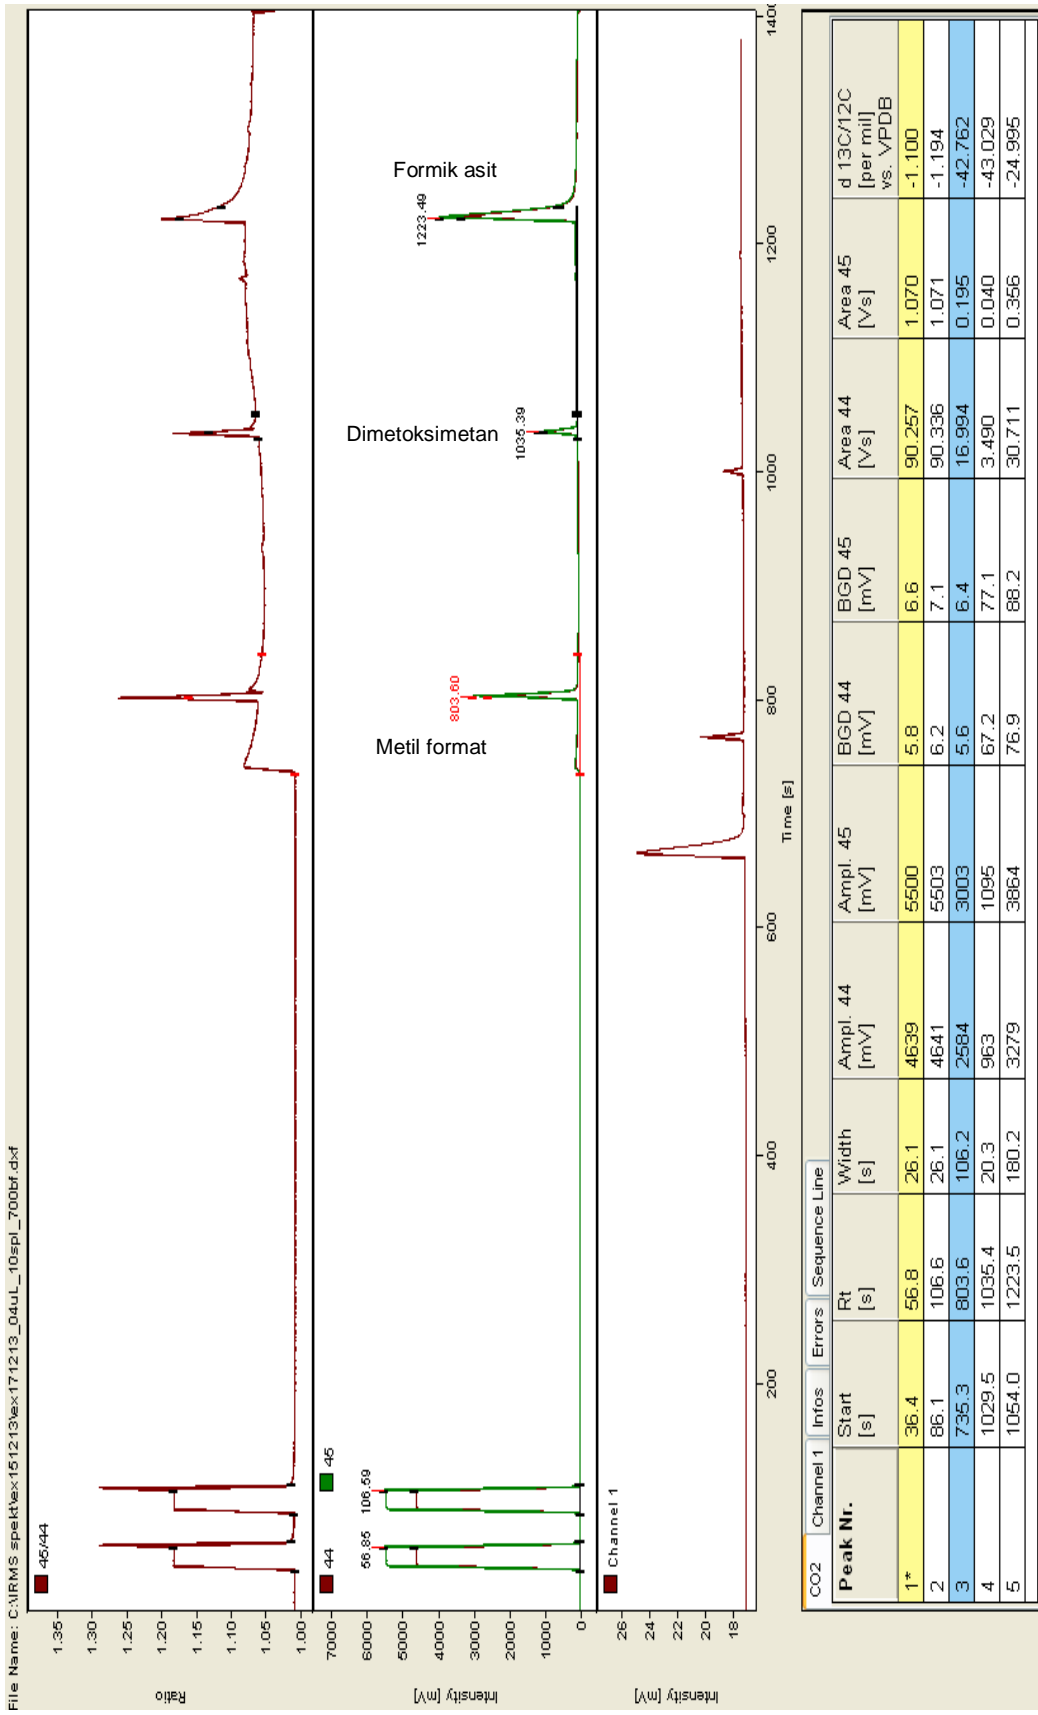 File Name: C:\IRMS spekt\ex151213\ex171213_04uL_10spl_700bf.dxf
45/44
Ratio
1.35
1.30
1.25
1.20
1.15
1.10
1.05
1.00
44
45
Intensity [mV]
7000
6000
5000
4000
3000
2000
1000
0
56.85
106.59
803.60
1035.39
1223.49
Metil format
Dimetoksimetan
Formik asit
Channel 1
Intensity [mV]
26
24
22
20
18
200
400
600
800
1000
1200
1400
Time [s]
CO2 Channel 1 Infos Errors Sequence Line
Peak Nr. Start [s] Rt [s] Width [s] Ampl. 44 [mV] Ampl. 45 [mV] BGD 44 [mV] BGD 45 [mV] Area 44 [Vs] Area 45 [Vs] d 13C/12C [per mil] vs. VPDB
1* 36.4 56.8 26.1 4639 5500 5.8 6.6 90.257 1.070 -1.100
2 86.1 106.6 26.1 4641 5503 6.2 7.1 90.336 1.071 -1.194
3 735.3 803.6 106.2 2584 3003 5.6 6.4 16.994 0.195 -42.762
4 1029.5 1035.4 20.3 963 1095 67.2 77.1 3.490 0.040 -43.029
5 1054.0 1223.5 180.2 3279 3864 76.9 88.2 30.711 0.356 -24.995